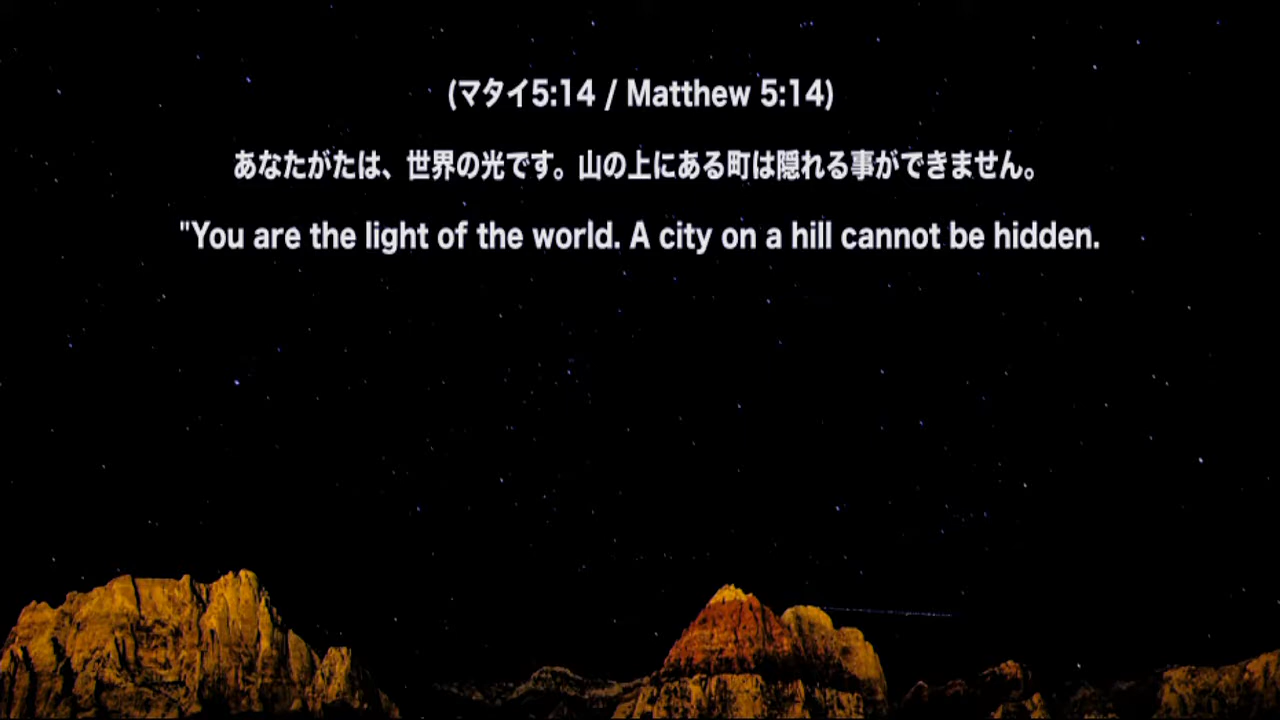 (マタイ5:14 / Matthew 5:14)
あなたがたは、世界の光です。山の上にある町は隠れる事ができません。
"You are the light of the world. A city on a hill cannot be hidden.